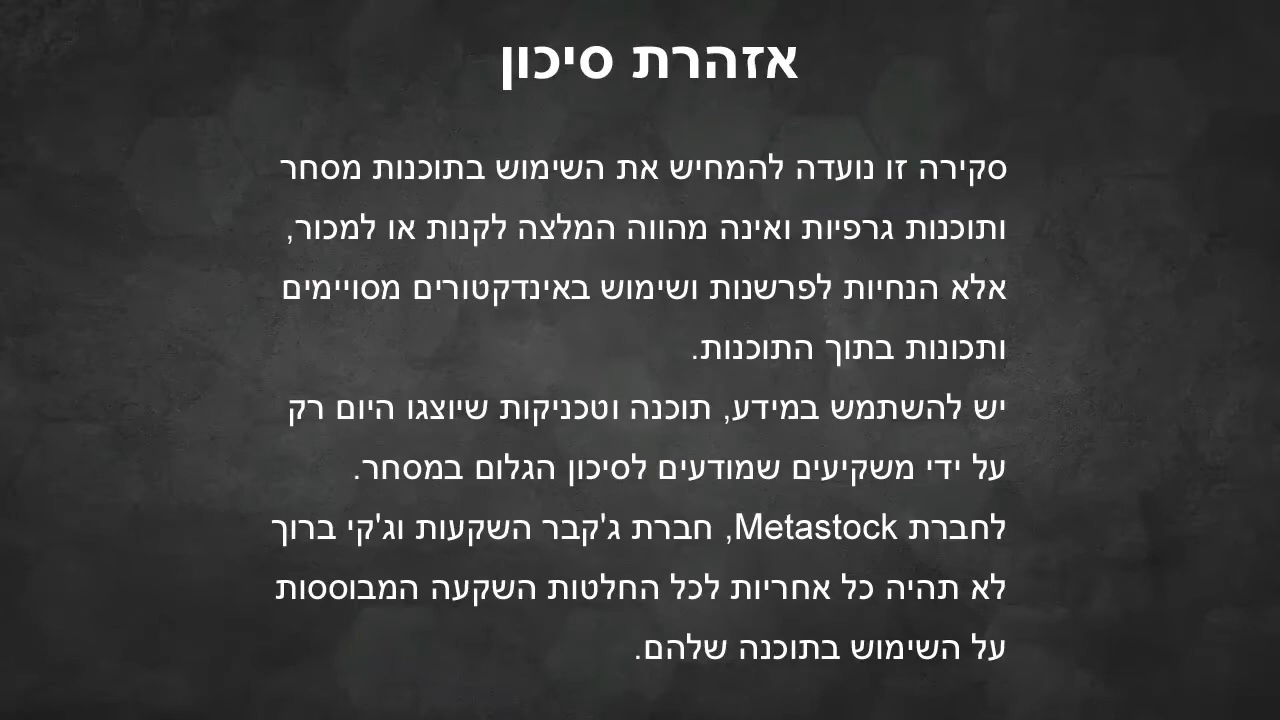 אזהרת סיכון
סקירה זו נועדה להמחיש את השימוש בתוכנות מסחר
ותוכנות גרפיות ואינה מהווה המלצה לקנות או למכור,
אלא הנחיות לפרשנות ושימוש באינדקטורים מסויימים
ותכונות בתוך התוכנות.
יש להשתמש במידע, תוכנה וטכניקות שיוצגו היום רק
על ידי משקיעים שמודעים לסיכון הגלום במסחר.
לחברת Metastock, חברת ג'קבר השקעות וג'קי ברוך
לא תהיה כל אחריות לכל החלטות השקעה המבוססות
על השימוש בתוכנה שלהם.